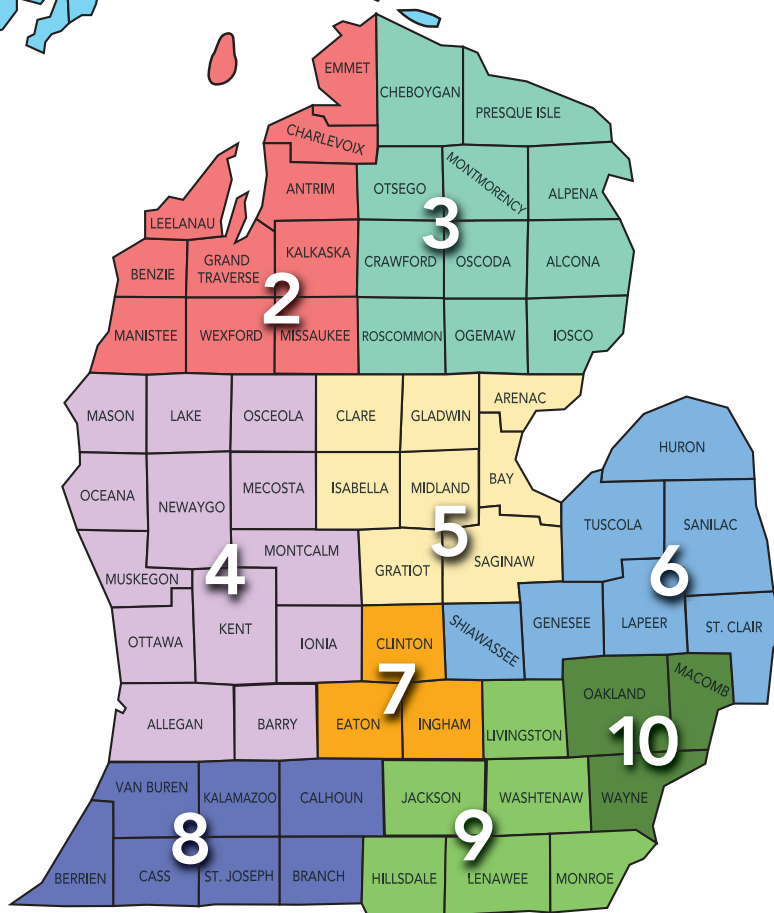 EMMET
CHEBOYGAN
PRESQUE ISLE
CHARLEVOIX
ANTRIM
OTSEGO
MONTMORENCY
ALPENA
LEELANAU
3
BENZIE
GRAND
TRAVERSE
KALKASKA
CRAWFORD
OSCODA
ALCONA
2
MANISTEE
WEXFORD
MISSAUKEE
ROSCOMMON
OGEMAW
IOSCO
MASON
LAKE
OSCEOLA
CLARE
GLADWIN
ARENAC
HURON
OCEANA
NEWAYGO
MECOSTA
ISABELLA
MIDLAND
BAY
TUSCOLA
SANILAC
5
MONTCALM
MUSKEGON
4
GRATIOT
SAGINAW
6
OTTAWA
KENT
IONIA
CLINTON
SHIAWASSEE
GENESEE
LAPEER
ST. CLAIR
7
ALLEGAN
BARRY
EATON
INGHAM
LIVINGSTON
OAKLAND
MACOMB
10
VAN BUREN
KALAMAZOO
CALHOUN
JACKSON
WASHTENAW
WAYNE
8
9
BERRIEN
CASS
ST. JOSEPH
BRANCH
HILLSDALE
LENAWEE
MONROE